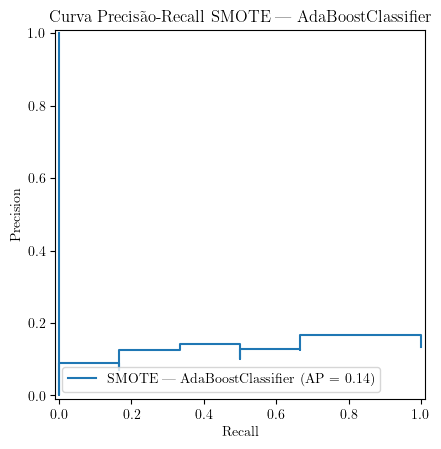 Curva Precisão-Recall SMOTE — AdaBoostClassifier
1.0
0.8
0.6
0.4
0.2
0.0
Precision
SMOTE — AdaBoostClassifier (AP = 0.14)
0.0 0.2 0.4 0.6 0.8 1.0
Recall